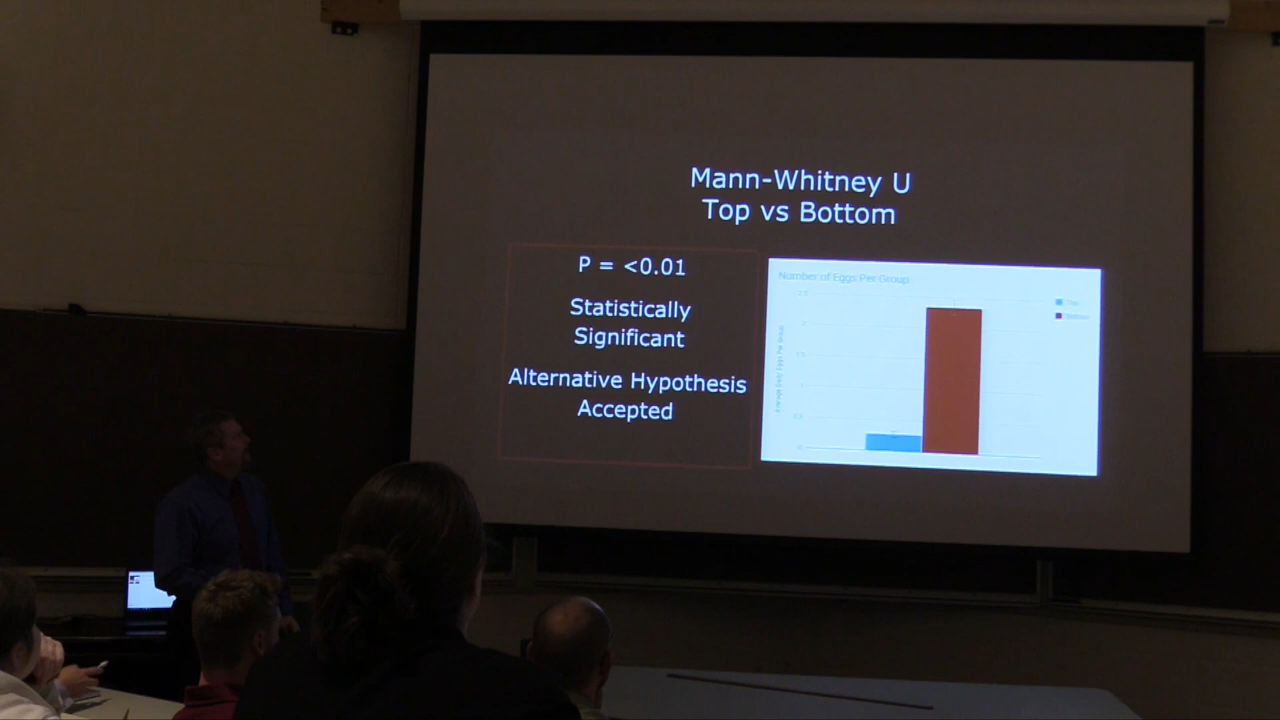 Mann-Whitney U
Top vs Bottom
P = <0.01
Statistically
Significant
Alternative Hypothesis
Accepted
Number of Eggs Per Group
Top
Bottom